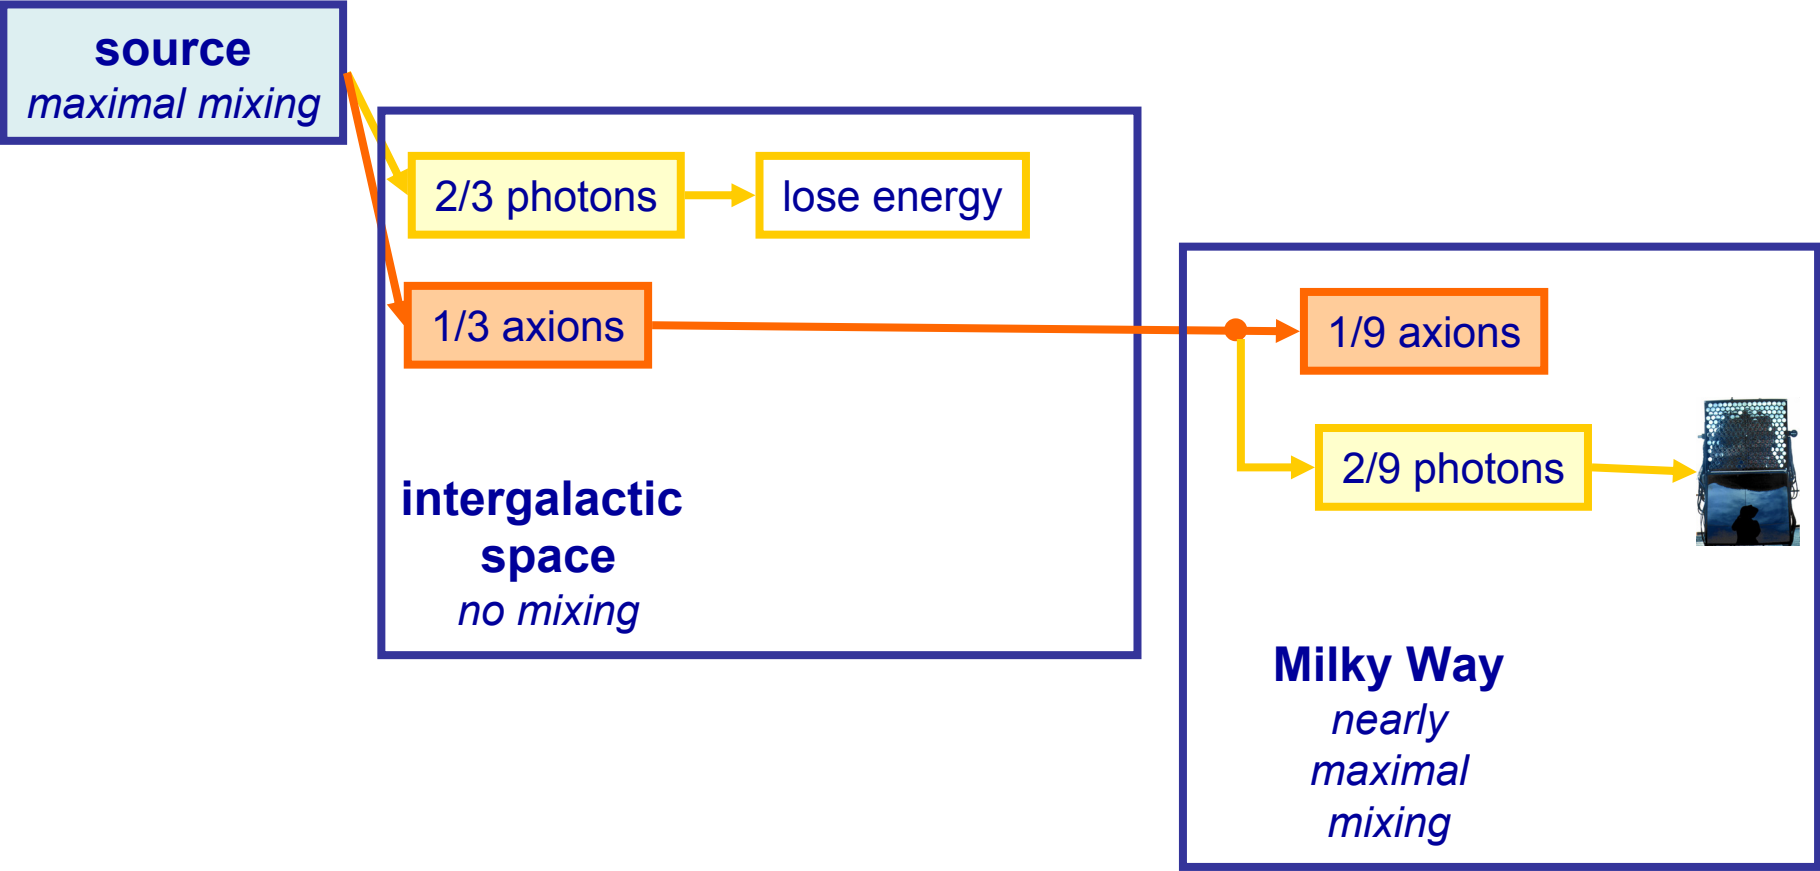 source
maximal mixing
2/3 photons
lose energy
1/3 axions
intergalactic
space
no mixing
1/9 axions
2/9 photons
Milky Way
nearly
maximal
mixing